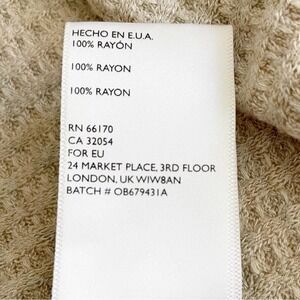 HECHO EN E.U.A.
100% RAYÓN
100% RAYON
100% RAYON
RN 66170
CA 32054
FOR EU
24 MARKET PLACE, 3RD FLOOR
LONDON, UK WIW8AN
BATCH # OB679431A